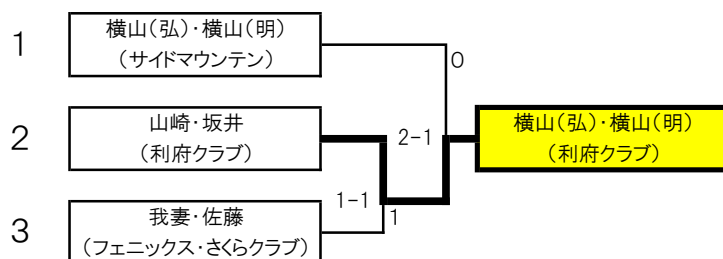 1
横山(弘)・横山(明)
(サイドマウンテン)
0
2
山崎・坂井
(利府クラブ)
2-1
横山(弘)・横山(明)
(利府クラブ)
1-1
1
3
我妻・佐藤
(フェニックス・さくらクラブ)